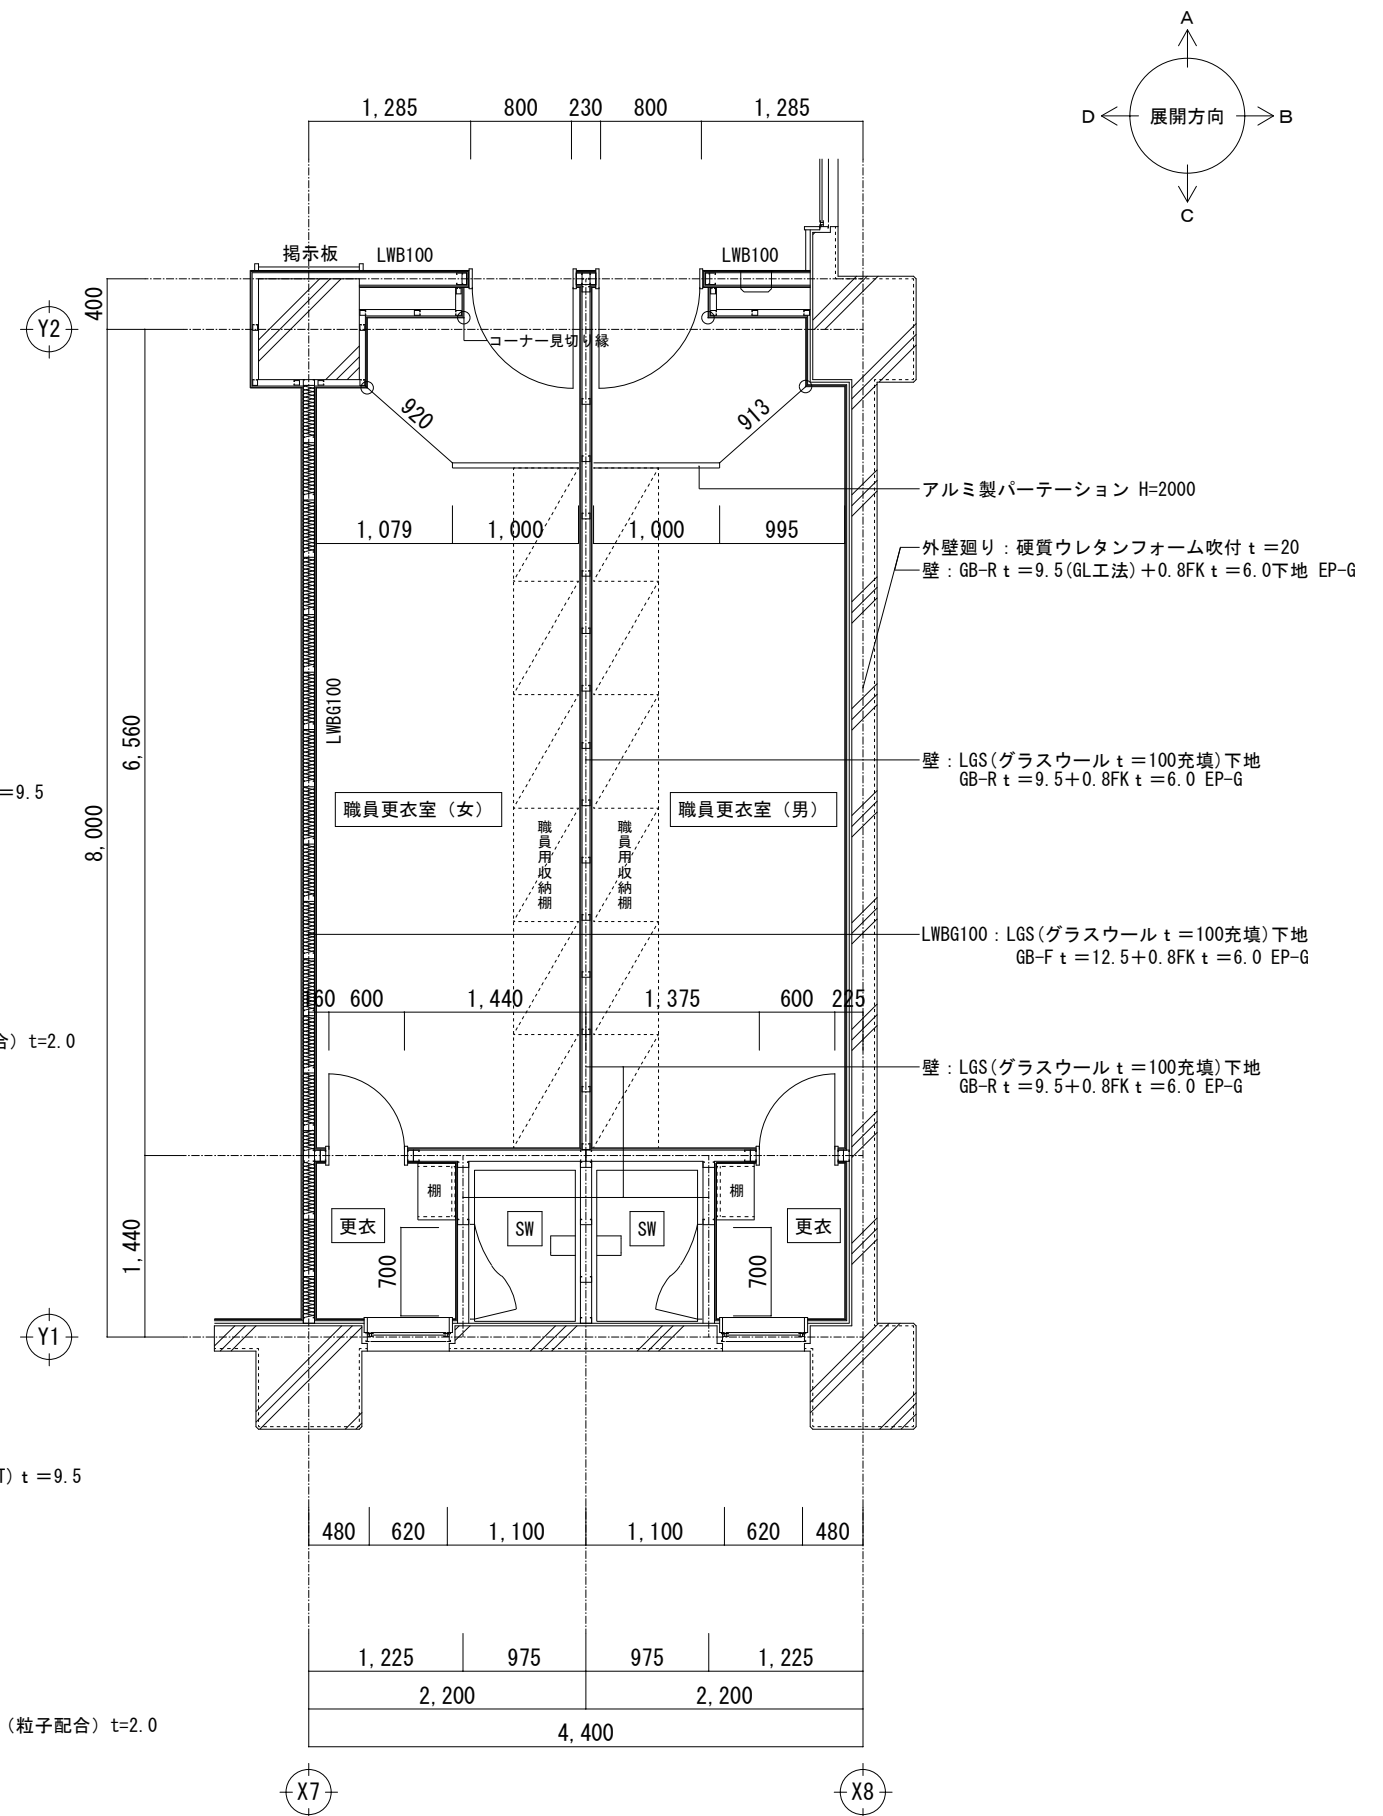 A
D 展開方向 B
C
1,285 800 230 800 1,285
掲示板 LWB100 LWB100
400
Y2
コーナー見切り縁
920 913
アルミ製パーテーション H=2000
1,079 1,000 1,000 995
外壁廻り：硬質ウレタンフォーム吹付ｔ＝20
壁：GB-Rｔ＝9.5(GL工法)＋0.8FKｔ＝6.0下地 EP-G
LWBG100
6,560
8,000
壁：LGS(グラスウールｔ＝100充填)下地
GB-Rｔ＝9.5＋0.8FKｔ＝6.0 EP-G
＝9.5
職員更衣室（女） 職員更衣室（男）
職員用収納棚 職員用収納棚
LWBG100：LGS(グラスウールｔ＝100充填)下地
GB-Fｔ＝12.5＋0.8FKｔ＝6.0 EP-G
600 1,440 1,375 600 225
合）t=2.0
壁：LGS(グラスウールｔ＝100充填)下地
GB-Rｔ＝9.5＋0.8FKｔ＝6.0 EP-G
棚 棚
更衣 SW SW 更衣
1,440
700 700
Y1
T）ｔ＝9.5
480 620 1,100 1,100 620 480
1,225 975 975 1,225
2,200 2,200
（粒子配合）t=2.0
4,400
X7 X8